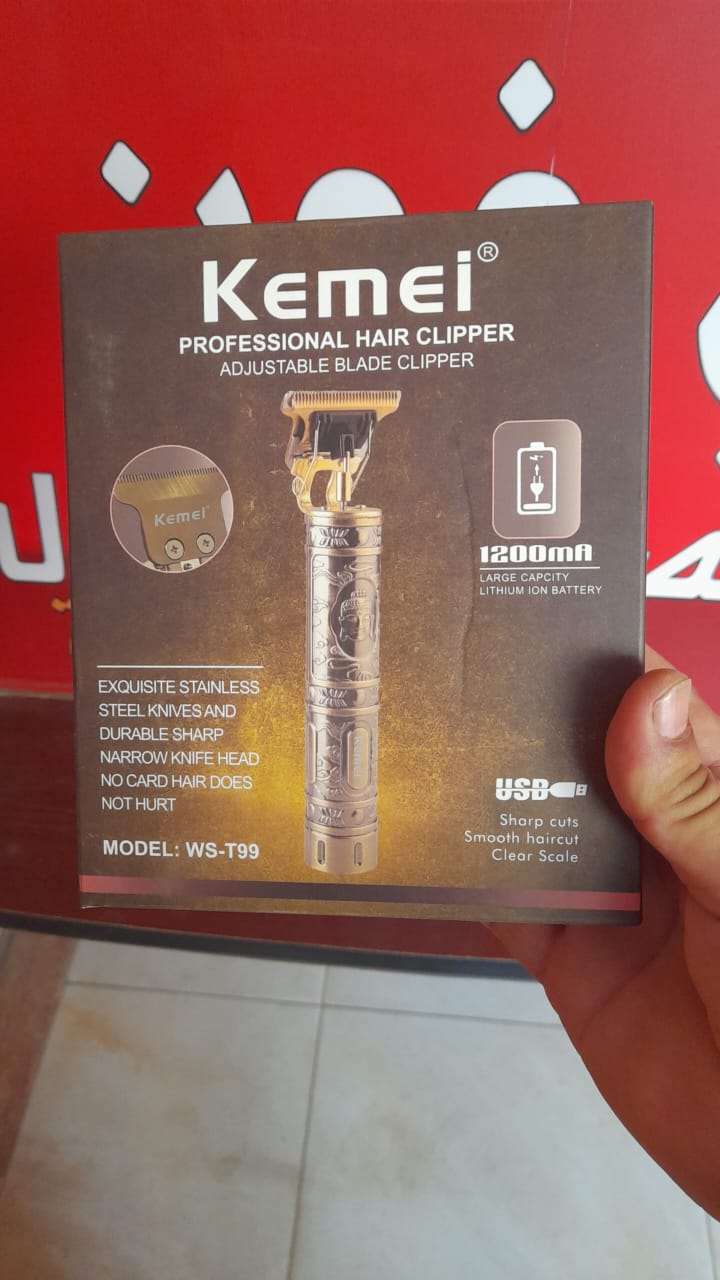 Kemei®
PROFESSIONAL HAIR CLIPPER
ADJUSTABLE BLADE CLIPPER
Kemei
1200mA
LARGE CAPCITY
LITHIUM ION BATTERY
EXQUISITE STAINLESS
STEEL KNIVES AND
DURABLE SHARP
NARROW KNIFE HEAD
NO CARD HAIR DOES
NOT HURT
MODEL: WS-T99
USB
Sharp cuts
Smooth haircut
Clear Scale